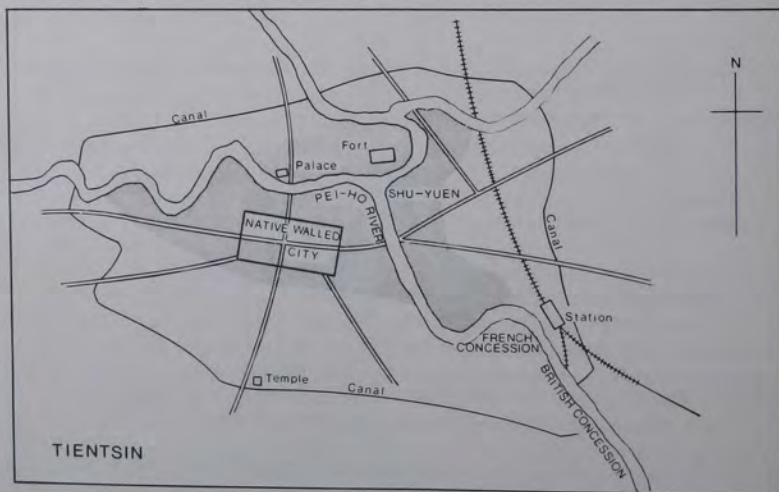 N
Canal
Fort
Palace
SHU-YUEN
PEI-HO
RIVER
NATIVE WALLED
CITY
Canal
Station
FRENCH
CONCESSION
Temple
Canal
BRITISH CONCESSION
TIENTSIN